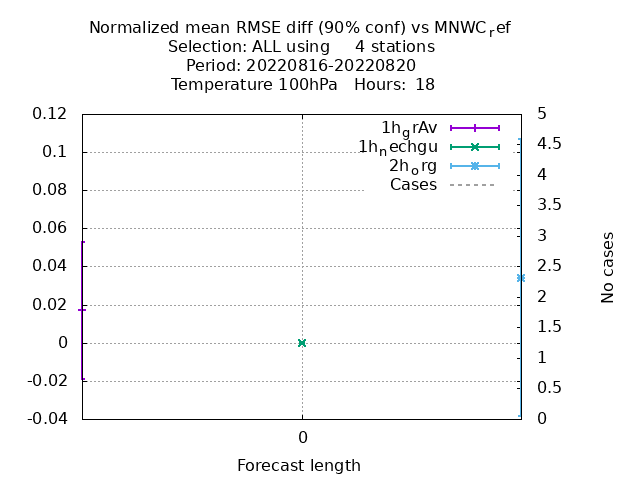 Normalized mean RMSE diff (90% conf) vs MNWC_ref
Selection: ALL using     4 stations
Period: 20220816-20220820
Temperature 100hPa   Hours:  18
0.12
0.1
0.08
0.06
0.04
0.02
0
-0.02
-0.04
1h_grAv
1h_nechgu
2h_org
Cases
5
4.5
4
3.5
3
2.5
2
1.5
1
0.5
0
No cases
0
Forecast length